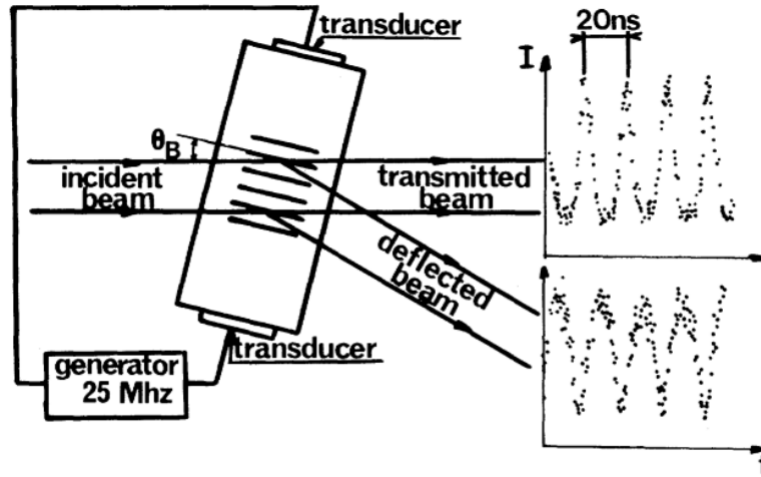 transducer
20ns
I
θB
incident
beam
transmitted
beam
deflected
beam
transducer
generator
25 Mhz